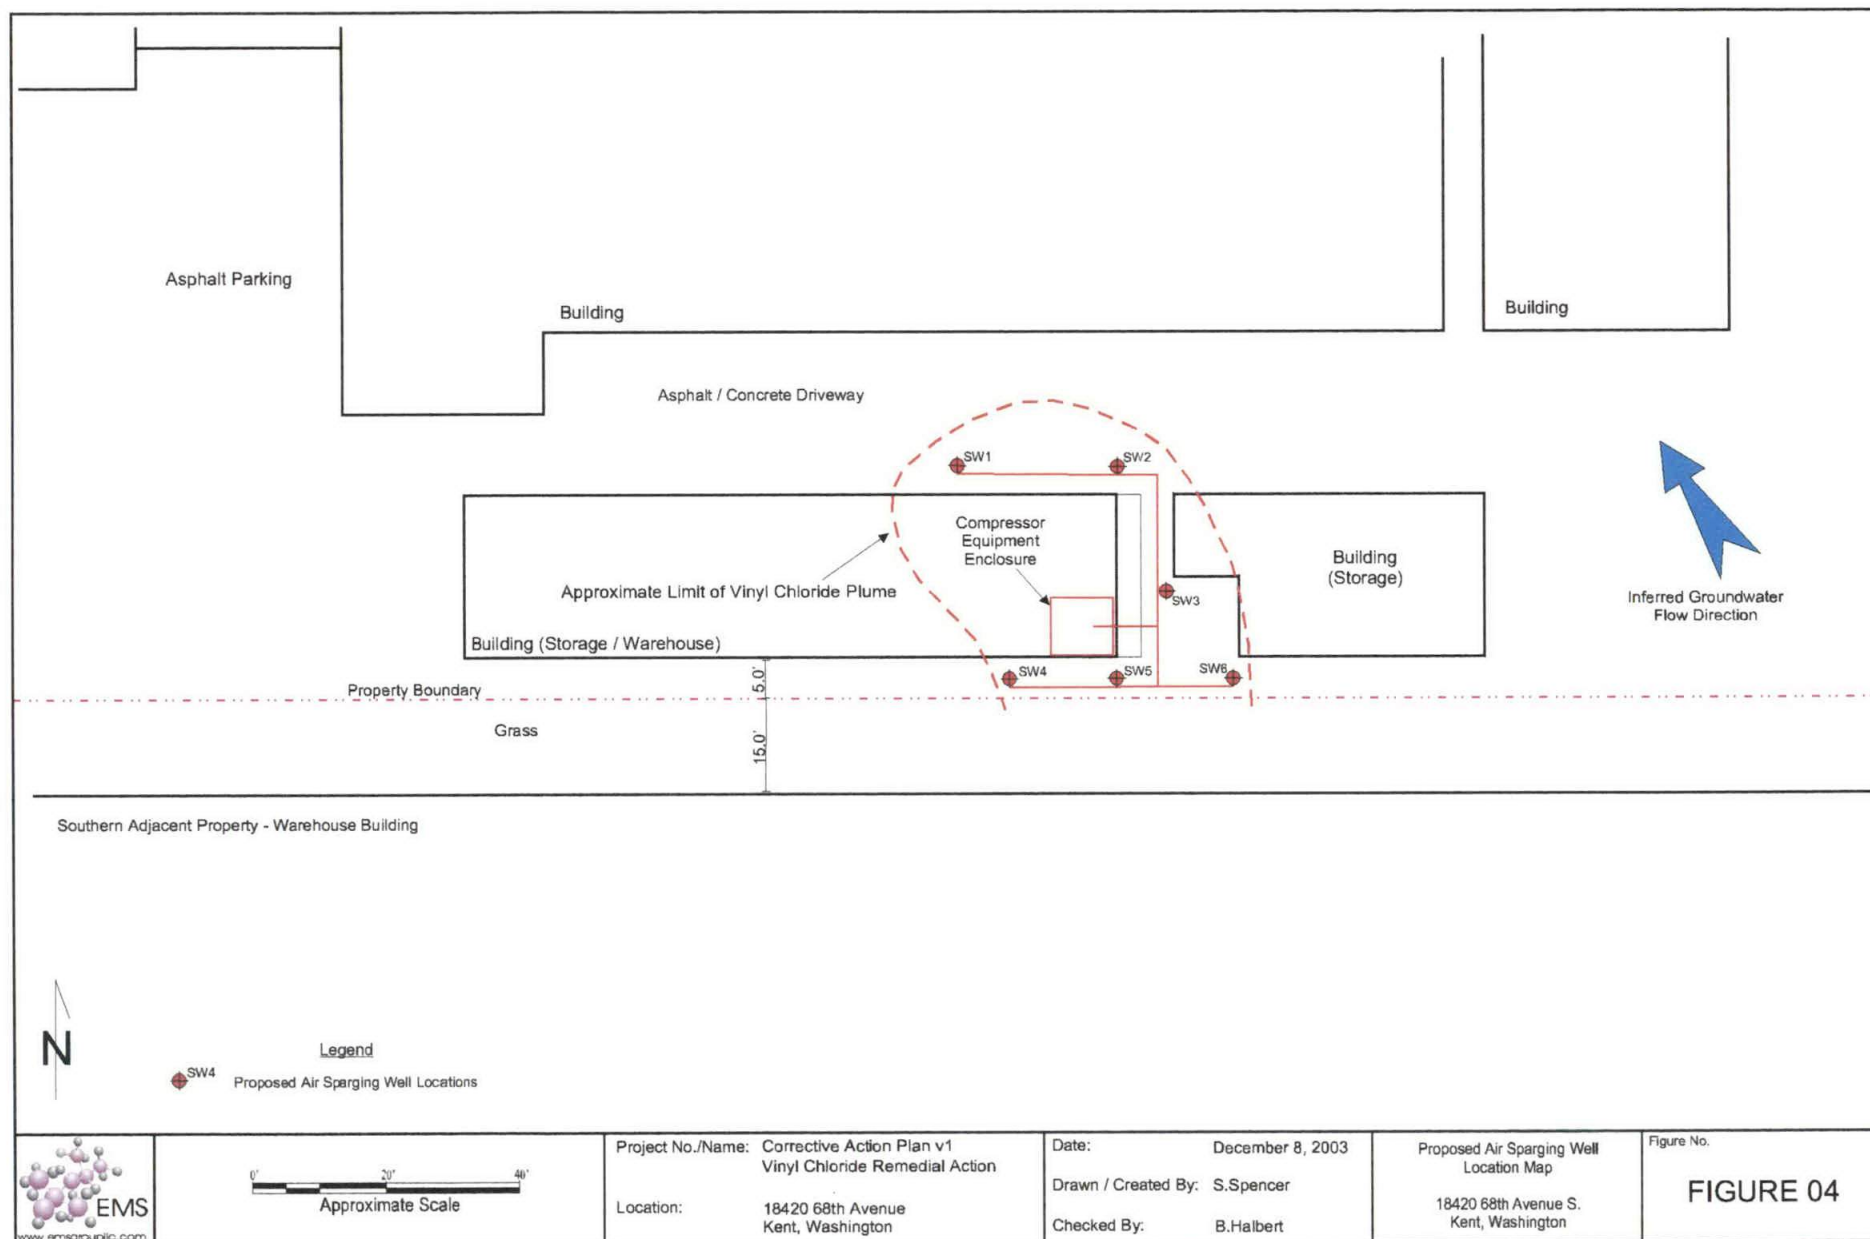 Asphalt Parking
Building
Building
Asphalt / Concrete Driveway
SW1
SW2
Compressor
Equipment
Enclosure
Building
(Storage)
Approximate Limit of Vinyl Chloride Plume
SW3
Inferred Groundwater
Flow Direction
Building (Storage / Warehouse)
SW4
SW5
SW6
Property Boundary
5.0'
Grass
15.0'
Southern Adjacent Property - Warehouse Building
N
Legend
SW4
Proposed Air Sparging Well Locations
EMS
www.emsgroupllc.com
0'
20'
40'
Approximate Scale
Project No./Name: Corrective Action Plan v1
Vinyl Chloride Remedial Action
Location: 18420 68th Avenue
Kent, Washington
Date: December 8, 2003
Drawn / Created By: S.Spencer
Checked By: B.Halbert
Proposed Air Sparging Well
Location Map
18420 68th Avenue S.
Kent, Washington
Figure No.
FIGURE 04